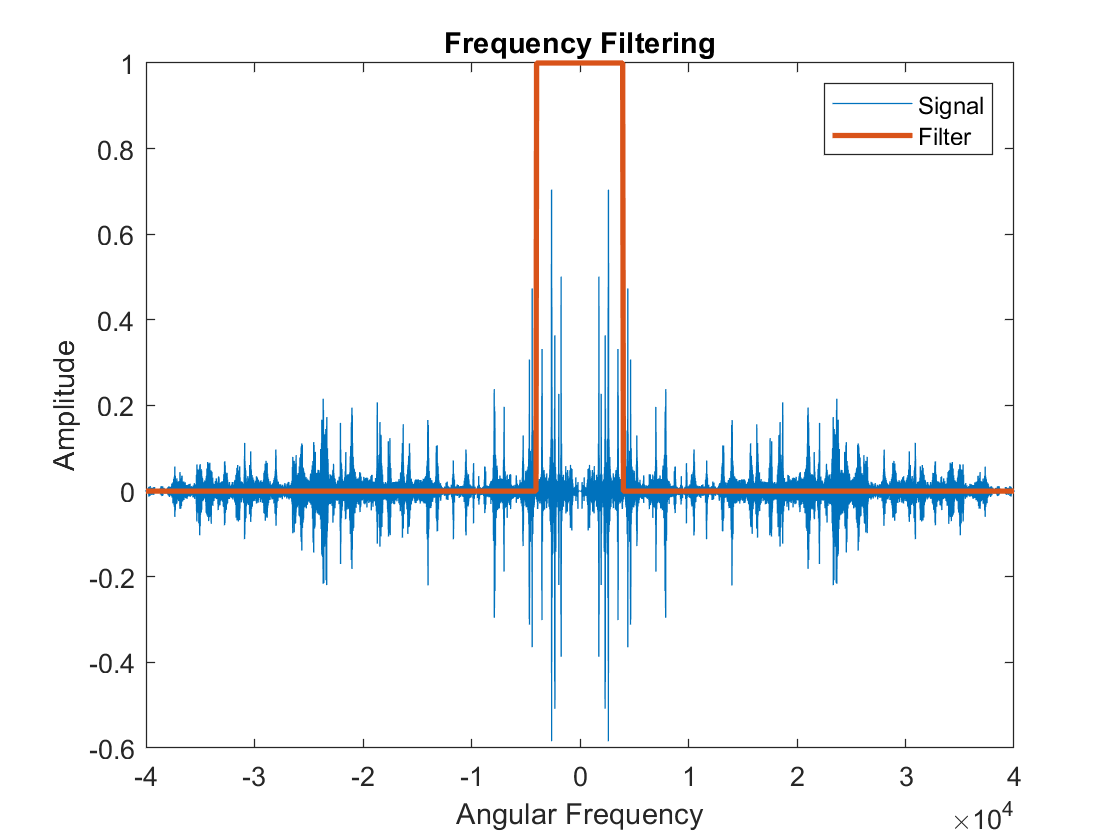 Frequency Filtering
Signal
Filter
Amplitude
1
0.8
0.6
0.4
0.2
0
-0.2
-0.4
-0.6
-4 -3 -2 -1 0 1 2 3 4
Angular Frequency
×10⁴